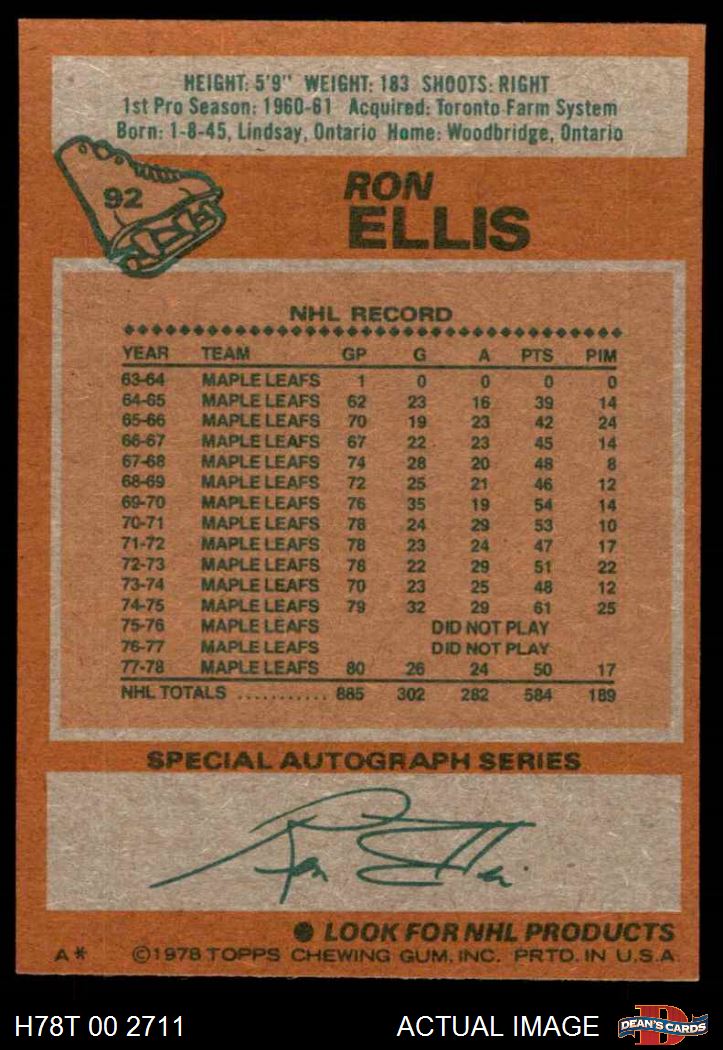 HEIGHT: 5'9" WEIGHT: 183 SHOOTS: RIGHT
1st Pro Season: 1960-61 Acquired: Toronto Farm System
Born: 1-8-45, Lindsay, Ontario Home: Woodbridge, Ontario
92
RON
ELLIS
NHL RECORD
YEAR TEAM GP G A PTS PIM
63-64 MAPLE LEAFS 1 0 0 0 0
64-65 MAPLE LEAFS 62 23 16 39 14
65-66 MAPLE LEAFS 70 19 23 42 24
66-67 MAPLE LEAFS 67 22 23 45 14
67-68 MAPLE LEAFS 74 28 20 48 8
68-69 MAPLE LEAFS 72 25 21 46 12
69-70 MAPLE LEAFS 76 35 19 54 14
70-71 MAPLE LEAFS 78 24 29 53 10
71-72 MAPLE LEAFS 78 23 24 47 17
72-73 MAPLE LEAFS 78 22 29 51 22
73-74 MAPLE LEAFS 70 23 25 48 12
74-75 MAPLE LEAFS 79 32 29 61 25
75-76 MAPLE LEAFS DID NOT PLAY
76-77 MAPLE LEAFS DID NOT PLAY
77-78 MAPLE LEAFS 80 26 24 50 17
NHL TOTALS ........... 885 302 282 584 189
SPECIAL AUTOGRAPH SERIES
Ron Ellis
● LOOK FOR NHL PRODUCTS
A* ©1978 TOPPS CHEWING GUM, INC. PRTD. IN U.S.A.
H78T 00 2711 ACTUAL IMAGE D DEAN'S CARDS